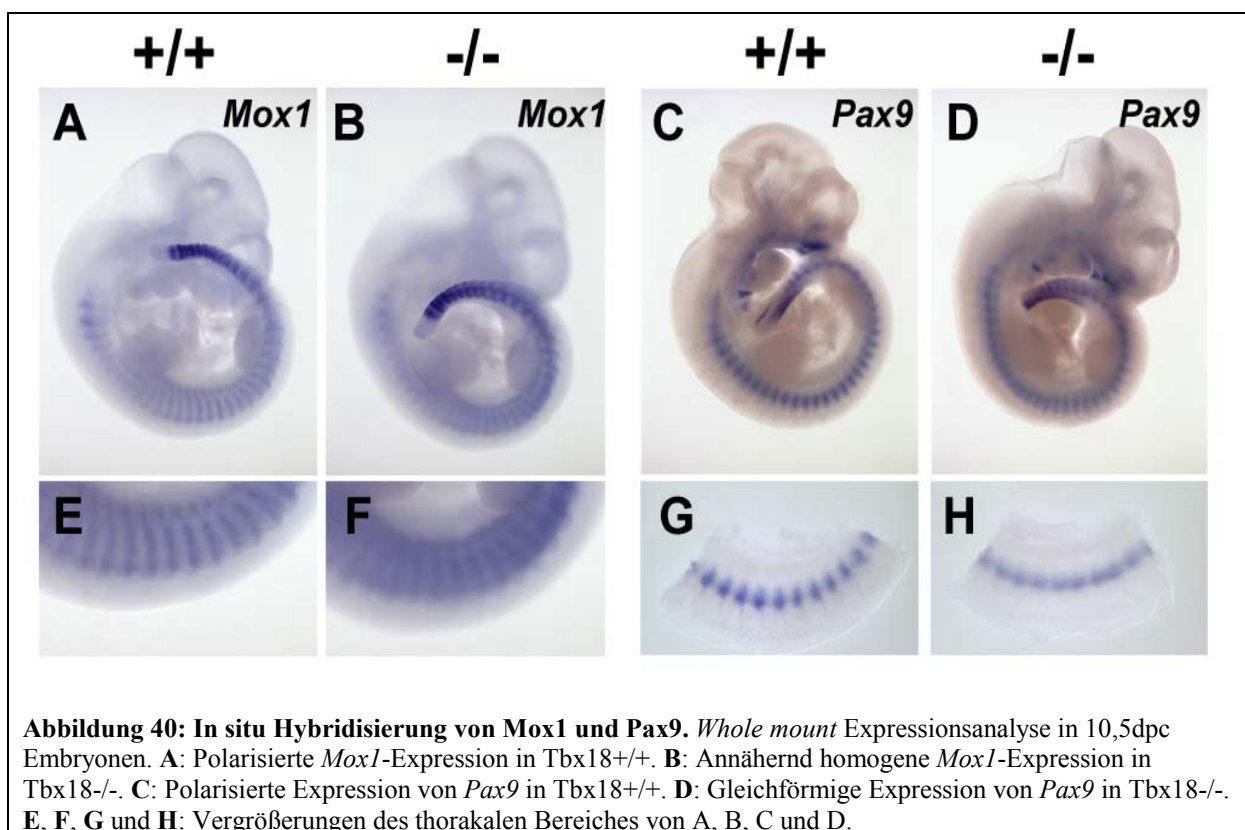 +/+ -/- +/+ -/-
A Mox1 B Mox1 C Pax9 D Pax9
E F G H
Abbildung 40: In situ Hybridisierung von Mox1 und Pax9. Whole mount Expressionsanalyse in 10,5dpc
Embryonen. A: Polarisierte Mox1-Expression in Tbx18+/+. B: Annähernd homogene Mox1-Expression in
Tbx18-/-. C: Polarisierte Expression von Pax9 in Tbx18+/+. D: Gleichförmige Expression von Pax9 in Tbx18-/-.
E, F, G und H: Vergrößerungen des thorakalen Bereiches von A, B, C und D.